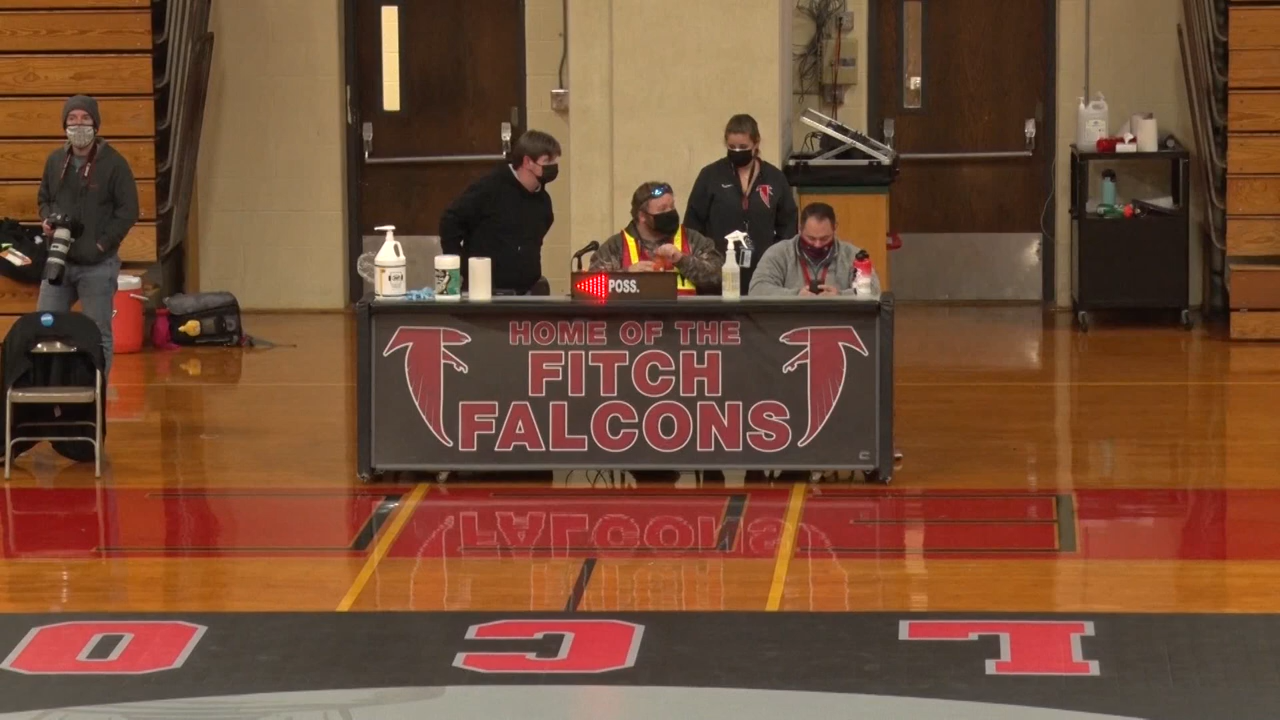 POSS.
HOME OF THE
FITCH
FALCONS
O C L